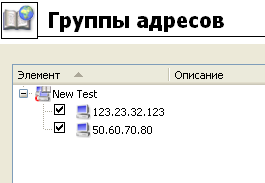 Группы адресов
Элемент Описание
New Test
123.23.32.123
50.60.70.80